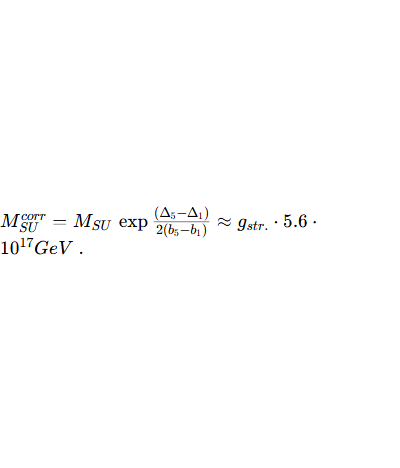 $M_{SU}^{corr} = M_{SU} \, \exp \frac{(\Delta_5 - \Delta_1)}{2(b_5 - b_1)} \approx g_{str.} \cdot 5.6 \cdot$
$10^{17} GeV \; .$